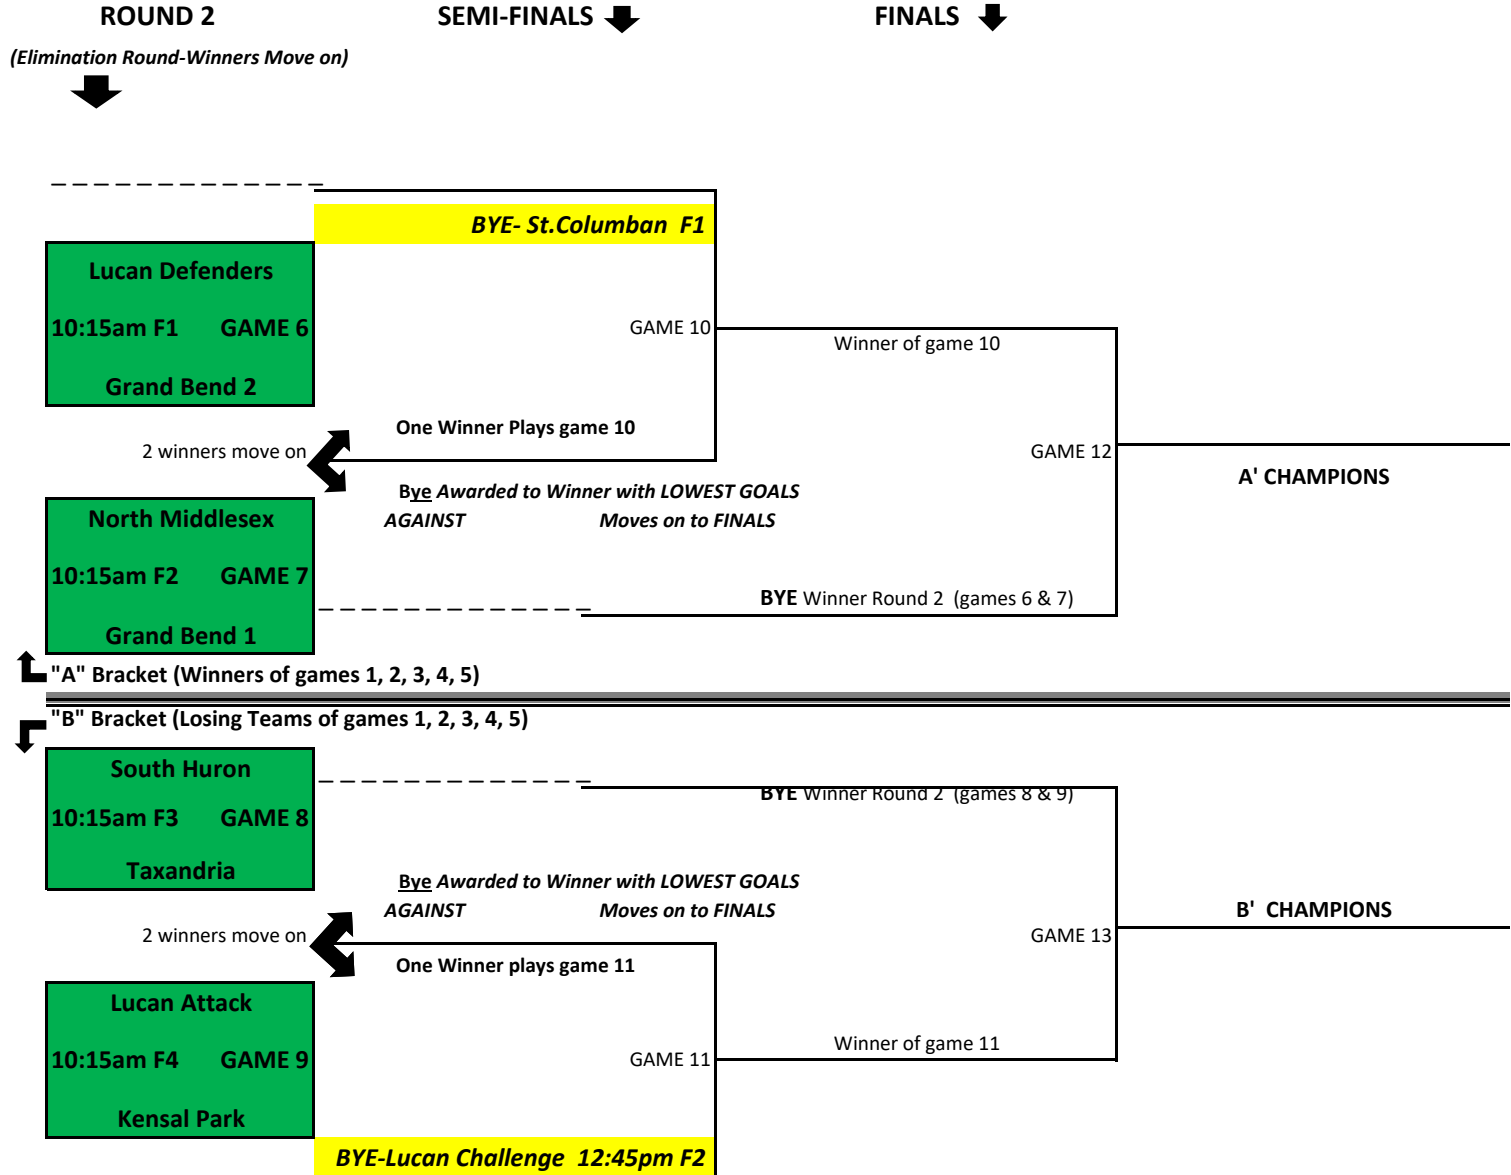 ROUND 2
SEMI-FINALS
FINALS
(Elimination Round-Winners Move on)
BYE- St.Columban F1
Lucan Defenders
10:15am F1 GAME 6
Grand Bend 2
GAME 10
Winner of game 10
One Winner Plays game 10
2 winners move on
GAME 12
A' CHAMPIONS
Bye Awarded to Winner with LOWEST GOALS
AGAINST Moves on to FINALS
North Middlesex
10:15am F2 GAME 7
Grand Bend 1
BYE Winner Round 2 (games 6 & 7)
"A" Bracket (Winners of games 1, 2, 3, 4, 5)
"B" Bracket (Losing Teams of games 1, 2, 3, 4, 5)
South Huron
10:15am F3 GAME 8
Taxandria
BYE Winner Round 2 (games 8 & 9)
Bye Awarded to Winner with LOWEST GOALS
AGAINST Moves on to FINALS
2 winners move on
GAME 13
B' CHAMPIONS
One Winner plays game 11
Lucan Attack
10:15am F4 GAME 9
Kensal Park
GAME 11
Winner of game 11
BYE-Lucan Challenge 12:45pm F2